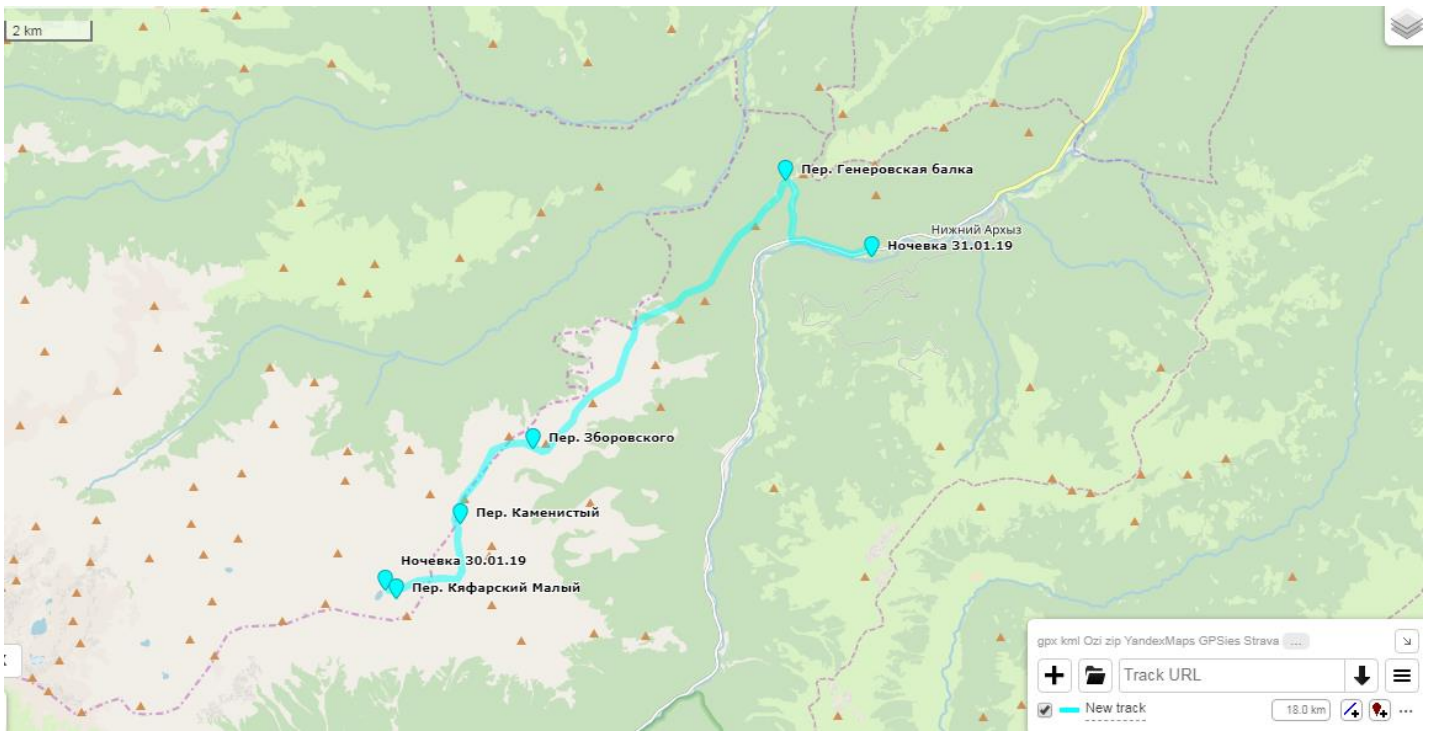 2 km
Пер. Генеровская балка
Нижний Архыз
Ночевка 31.01.19
Пер. Зборовского
Пер. Каменистый
Ночевка 30.01.19
Пер. Кяфарский Малый
gpx kml Ozi zip YandexMaps GPSies Strava ...
Track URL
New track
18.0 km